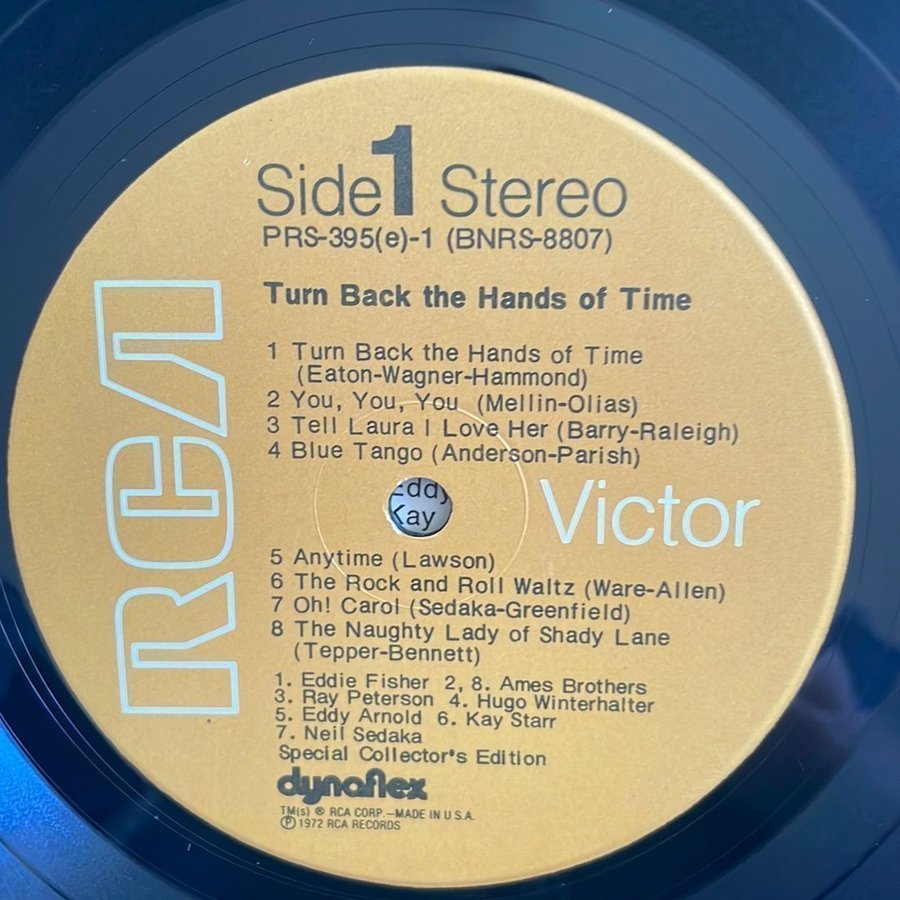 Side 1 Stereo
PRS-395(e)-1 (BNRS-8807)
Turn Back the Hands of Time
1 Turn Back the Hands of Time
(Eaton-Wagner-Hammond)
2 You, You, You (Mellin-Olias)
3 Tell Laura I Love Her (Barry-Raleigh)
4 Blue Tango (Anderson-Parish)
RCA
Eddy
Kay
Victor
5 Anytime (Lawson)
6 The Rock and Roll Waltz (Ware-Allen)
7 Oh! Carol (Sedaka-Greenfield)
8 The Naughty Lady of Shady Lane
(Tepper-Bennett)
1. Eddie Fisher 2, 8. Ames Brothers
3. Ray Peterson 4. Hugo Winterhalter
5. Eddy Arnold 6. Kay Starr
7. Neil Sedaka
Special Collector's Edition
dynaflex
TM(s) ® RCA CORP.—MADE IN U.S.A.
℗ 1972 RCA RECORDS